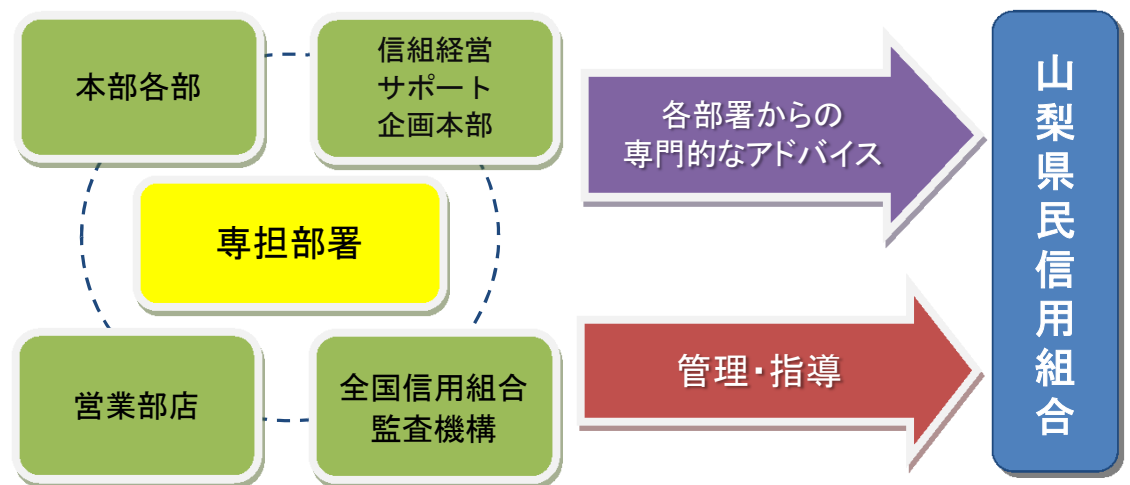 本部各部
信組経営
サポート
企画本部
専担部署
営業部店
全国信用組合
監査機構
各部署からの
専門的なアドバイス
管理・指導
山梨県民信用組合